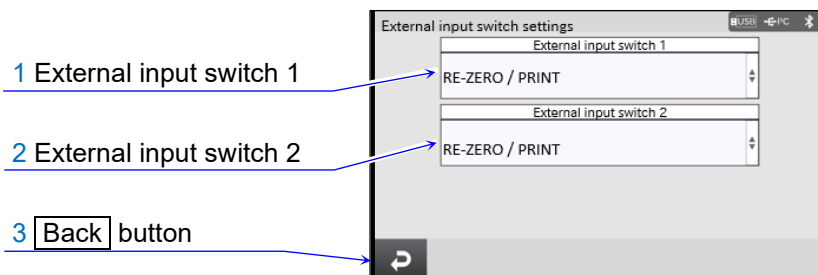 External input switch settings
USB PC
External input switch 1
1 External input switch 1
RE-ZERO / PRINT
External input switch 2
2 External input switch 2
RE-ZERO / PRINT
3 Back button